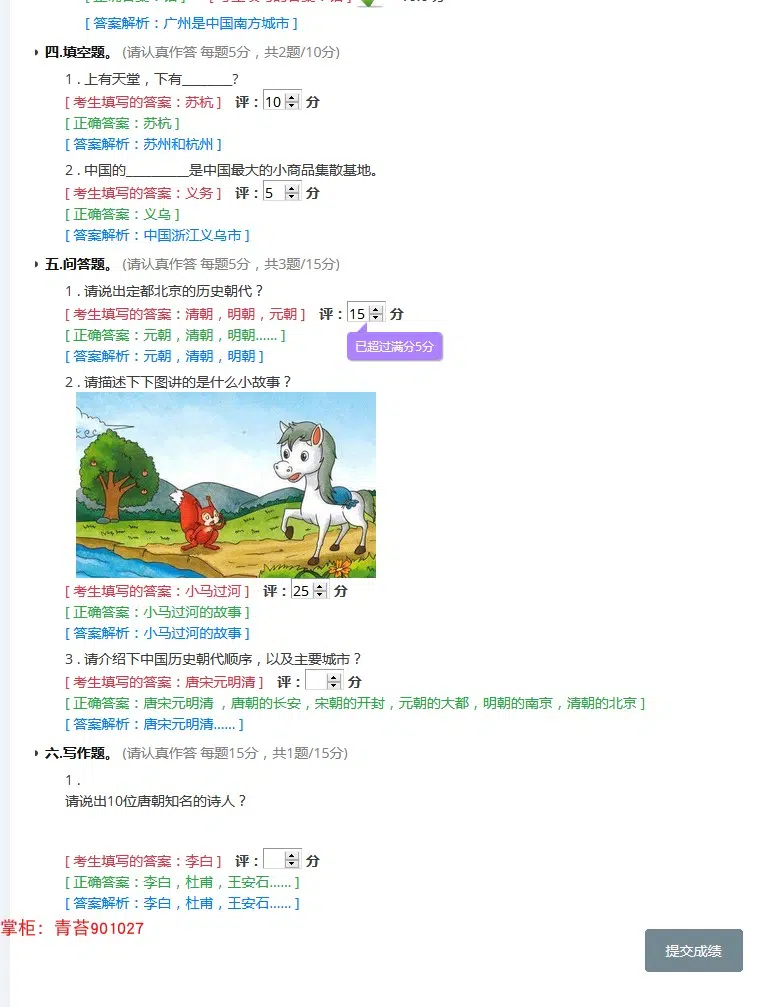 [ 答案解析：广州是中国南方城市 ]
四.填空题。 (请认真作答 每题5分，共2题/10分)
1 . 上有天堂，下有________?
[ 考生填写的答案：苏杭 ] 评：10 分
[ 正确答案：苏杭 ]
[ 答案解析：苏州和杭州 ]
2 . 中国的__________是中国最大的小商品集散基地。
[ 考生填写的答案：义务 ] 评：5 分
[ 正确答案：义乌 ]
[ 答案解析：中国浙江义乌市 ]
五.问答题。 (请认真作答 每题5分，共3题/15分)
1 . 请说出定都北京的历史朝代？
[ 考生填写的答案：清朝，明朝，元朝 ] 评：15 分
[ 正确答案：元朝，清朝，明朝...... ]
已超过满分5分
[ 答案解析：元朝，清朝，明朝 ]
2 . 请描述下下图讲的是什么小故事？
[ 考生填写的答案：小马过河 ] 评：25 分
[ 正确答案：小马过河的故事 ]
[ 答案解析：小马过河的故事 ]
3 . 请介绍下中国历史朝代顺序，以及主要城市？
[ 考生填写的答案：唐宋元明清 ] 评： 分
[ 正确答案：唐宋元明清 ，唐朝的长安，宋朝的开封，元朝的大都，明朝的南京，清朝的北京 ]
[ 答案解析：唐宋元明清...... ]
六.写作题。 (请认真作答 每题15分，共1题/15分)
1 .
请说出10位唐朝知名的诗人？
[ 考生填写的答案：李白 ] 评： 分
[ 正确答案：李白，杜甫，王安石...... ]
[ 答案解析：李白，杜甫，王安石...... ]
掌柜：青苔901027
提交成绩